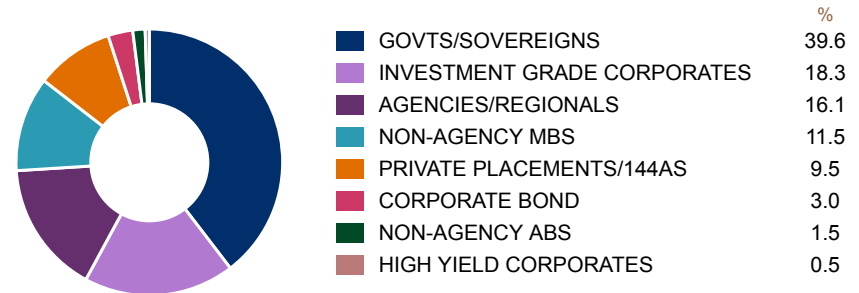 %
GOVTS/SOVEREIGNS 39.6
INVESTMENT GRADE CORPORATES 18.3
AGENCIES/REGIONALS 16.1
NON-AGENCY MBS 11.5
PRIVATE PLACEMENTS/144AS 9.5
CORPORATE BOND 3.0
NON-AGENCY ABS 1.5
HIGH YIELD CORPORATES 0.5